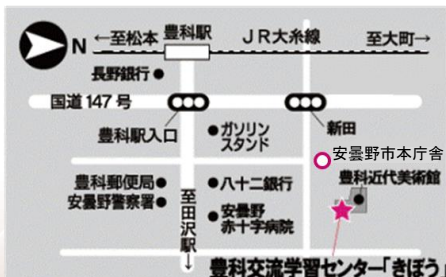 N
←至松本
豊科駅
JR大糸線
至大町→
長野銀行
国道147号
豊科駅入口
ガソリン
スタンド
新田
安曇野市本庁舎
豊科近代美術館
豊科郵便局
安曇野警察署
至田沢駅→
八十二銀行
安曇野
赤十字病院
豊科交流学習センター「きぼう